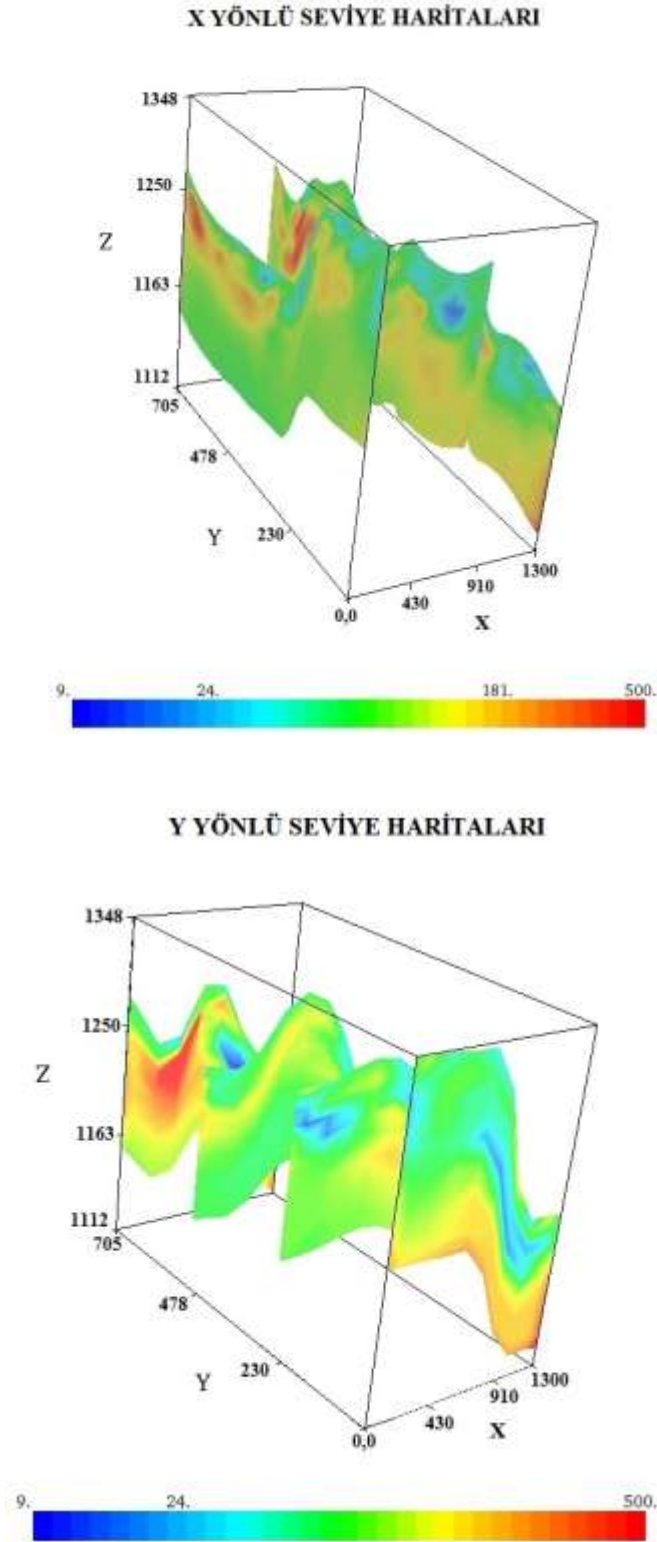 X YÖNLÜ SEVİYE HARİTALARI
1348
1250
Z
1163
1112
705
478
Y
230
0,0
430
910
1300
X
9. 24. 181. 500.
Y YÖNLÜ SEVİYE HARİTALARI
1348
1250
Z
1163
1112
705
478
Y
230
0,0
430
910
1300
X
9. 24. 500.